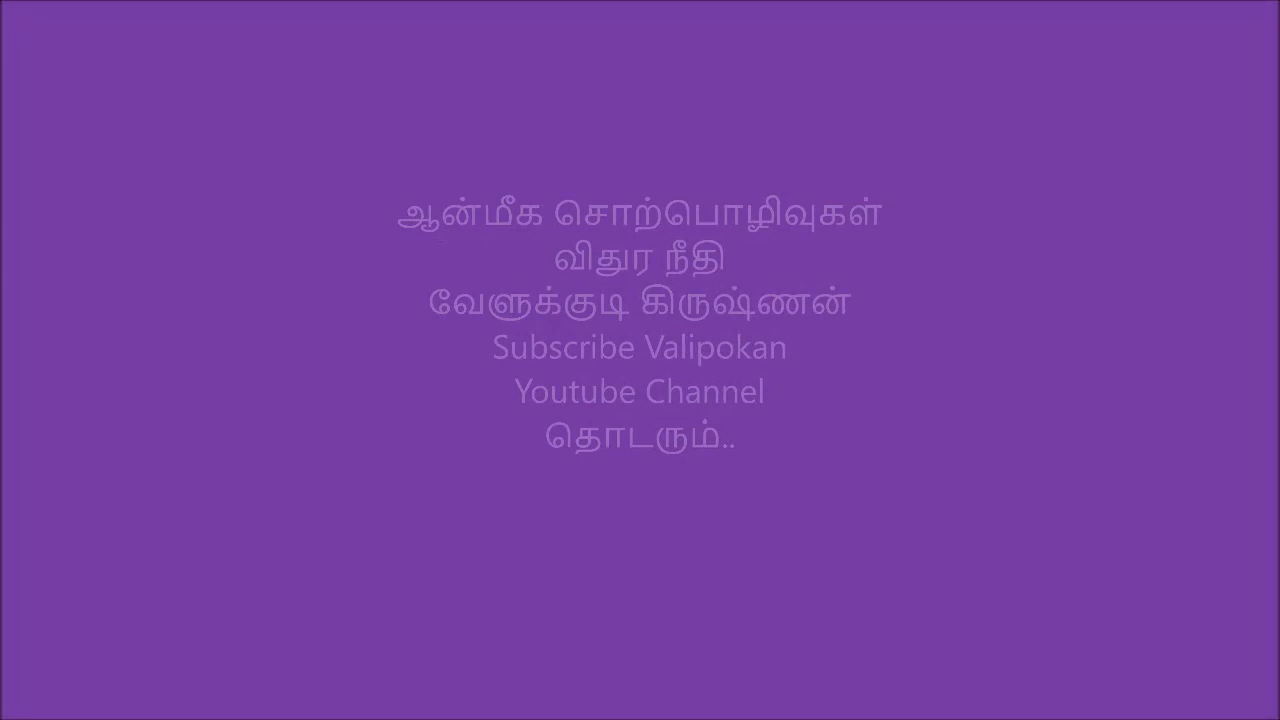 ஆன்மீக சொற்பொழிவுகள்
விதுர நீதி
வேளுக்குடி கிருஷ்ணன்
Subscribe Valipokan
Youtube Channel
தொடரும்..